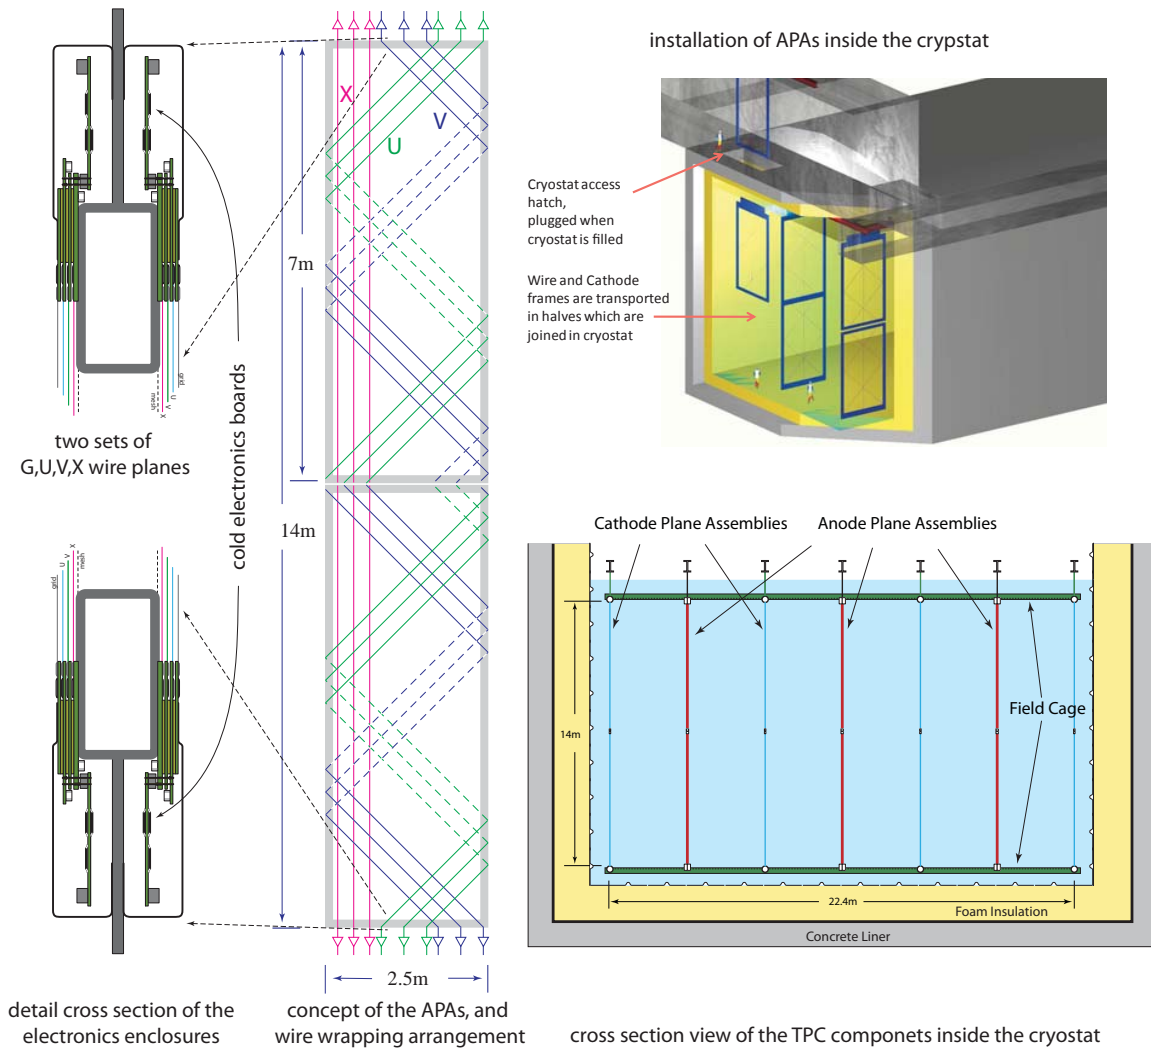 installation of APAs inside the crypstat
X
V
U
7m
14m
2.5m
cold electronics boards
grid
U
V
X
mesh
two sets of
G,U,V,X wire planes
grid
U
V
X
mesh
detail cross section of the
electronics enclosures
concept of the APAs, and
wire wrapping arrangement
Cryostat access
hatch,
plugged when
cryostat is filled
Wire and Cathode
frames are transported
in halves which are
joined in cryostat
Cathode Plane Assemblies
Anode Plane Assemblies
Field Cage
14m
22.4m
Foam Insulation
Concrete Liner
cross section view of the TPC componets inside the cryostat